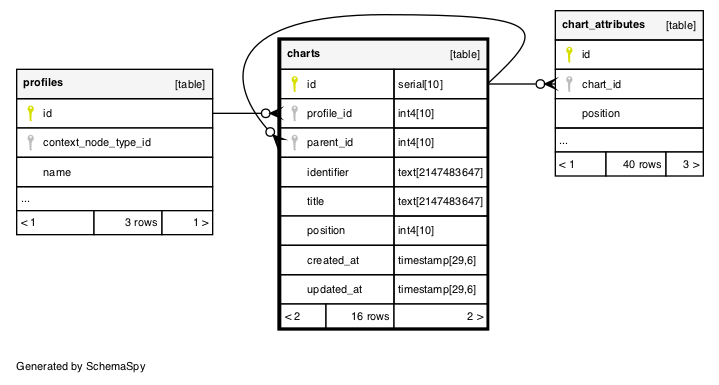 profiles [table]
id
context_node_type_id
name
...
< 1 3 rows 1 >
charts [table]
id serial[10]
profile_id int4[10]
parent_id int4[10]
identifier text[2147483647]
title text[2147483647]
position int4[10]
created_at timestamp[29,6]
updated_at timestamp[29,6]
< 2 16 rows 2 >
chart_attributes [table]
id
chart_id
position
...
< 1 40 rows 3 >
Generated by SchemaSpy